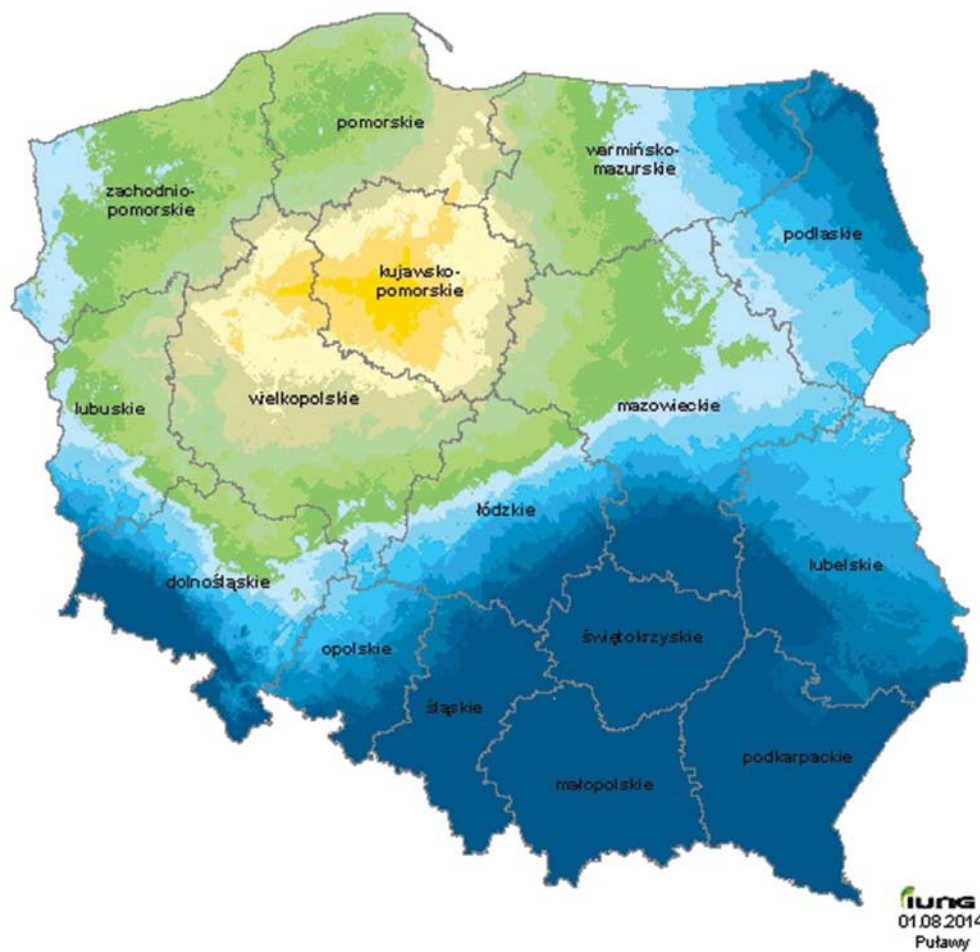 pomorskie
warmińsko-
mazurskie
zachodnio-
pomorskie
podlaskie
kujawsko-
pomorskie
lubuskie
wielkopolskie
mazowieckie
łódzkie
dolnośląskie
lubelskie
opolskie
świętokrzyskie
śląskie
małopolskie
podkarpackie
iung
01.08.2014
Puławy